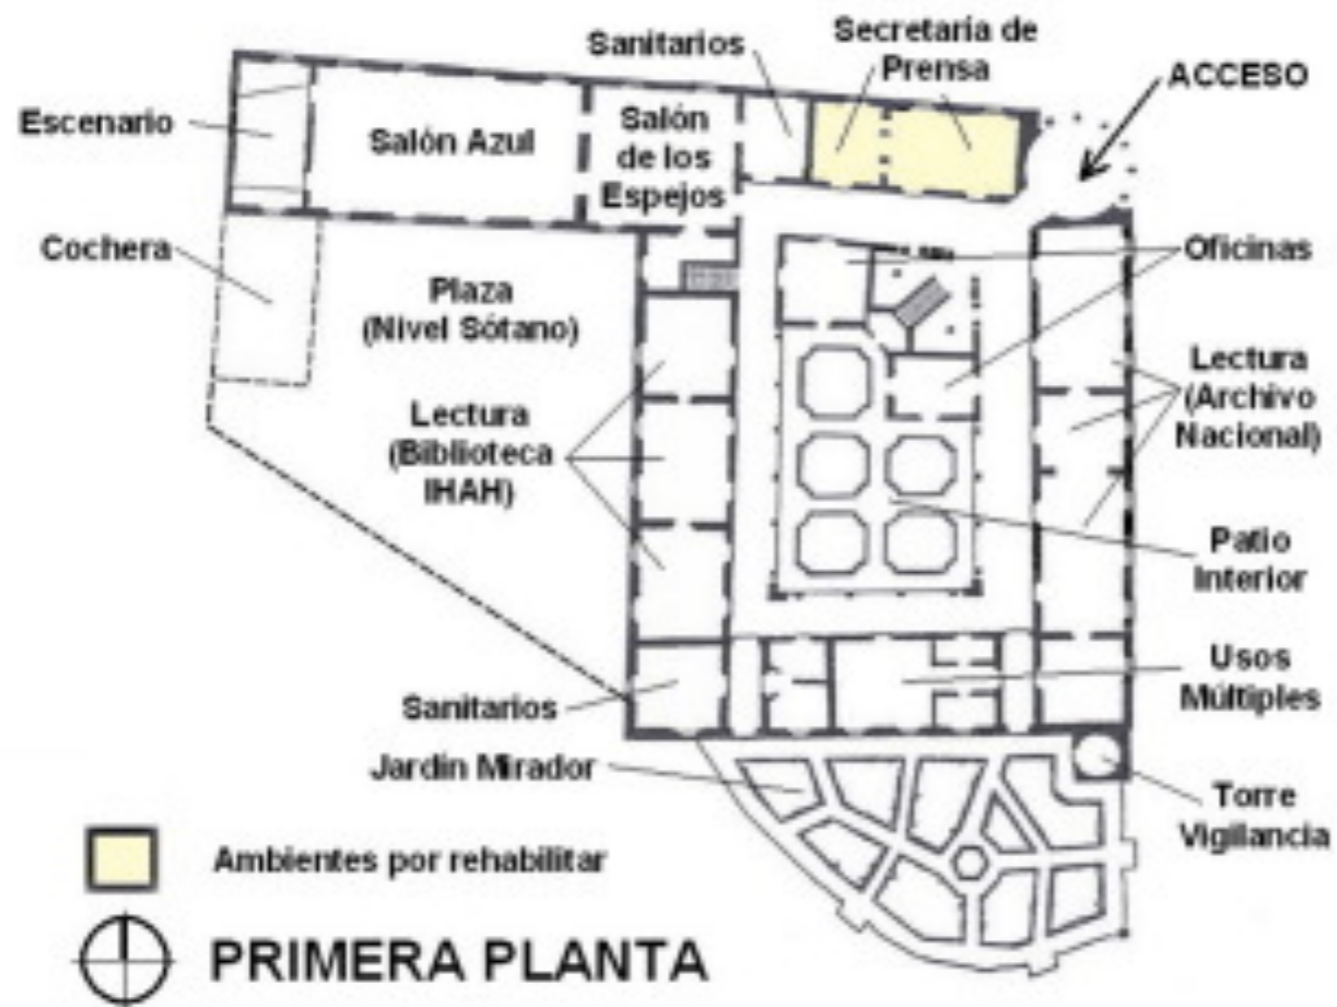 Sanitarios
Secretaría de
Prensa
ACCESO
Escenario
Salón Azul
Salón
de los
Espejos
Cochera
Plaza
(Nivel Sótano)
Oficinas
Lectura
(Biblioteca
IHAH)
Lectura
(Archivo
Nacional)
Patio
Interior
Sanitarios
Usos
Múltiples
Jardín Mirador
Torre
Vigilancia
Ambientes por rehabilitar
PRIMERA PLANTA